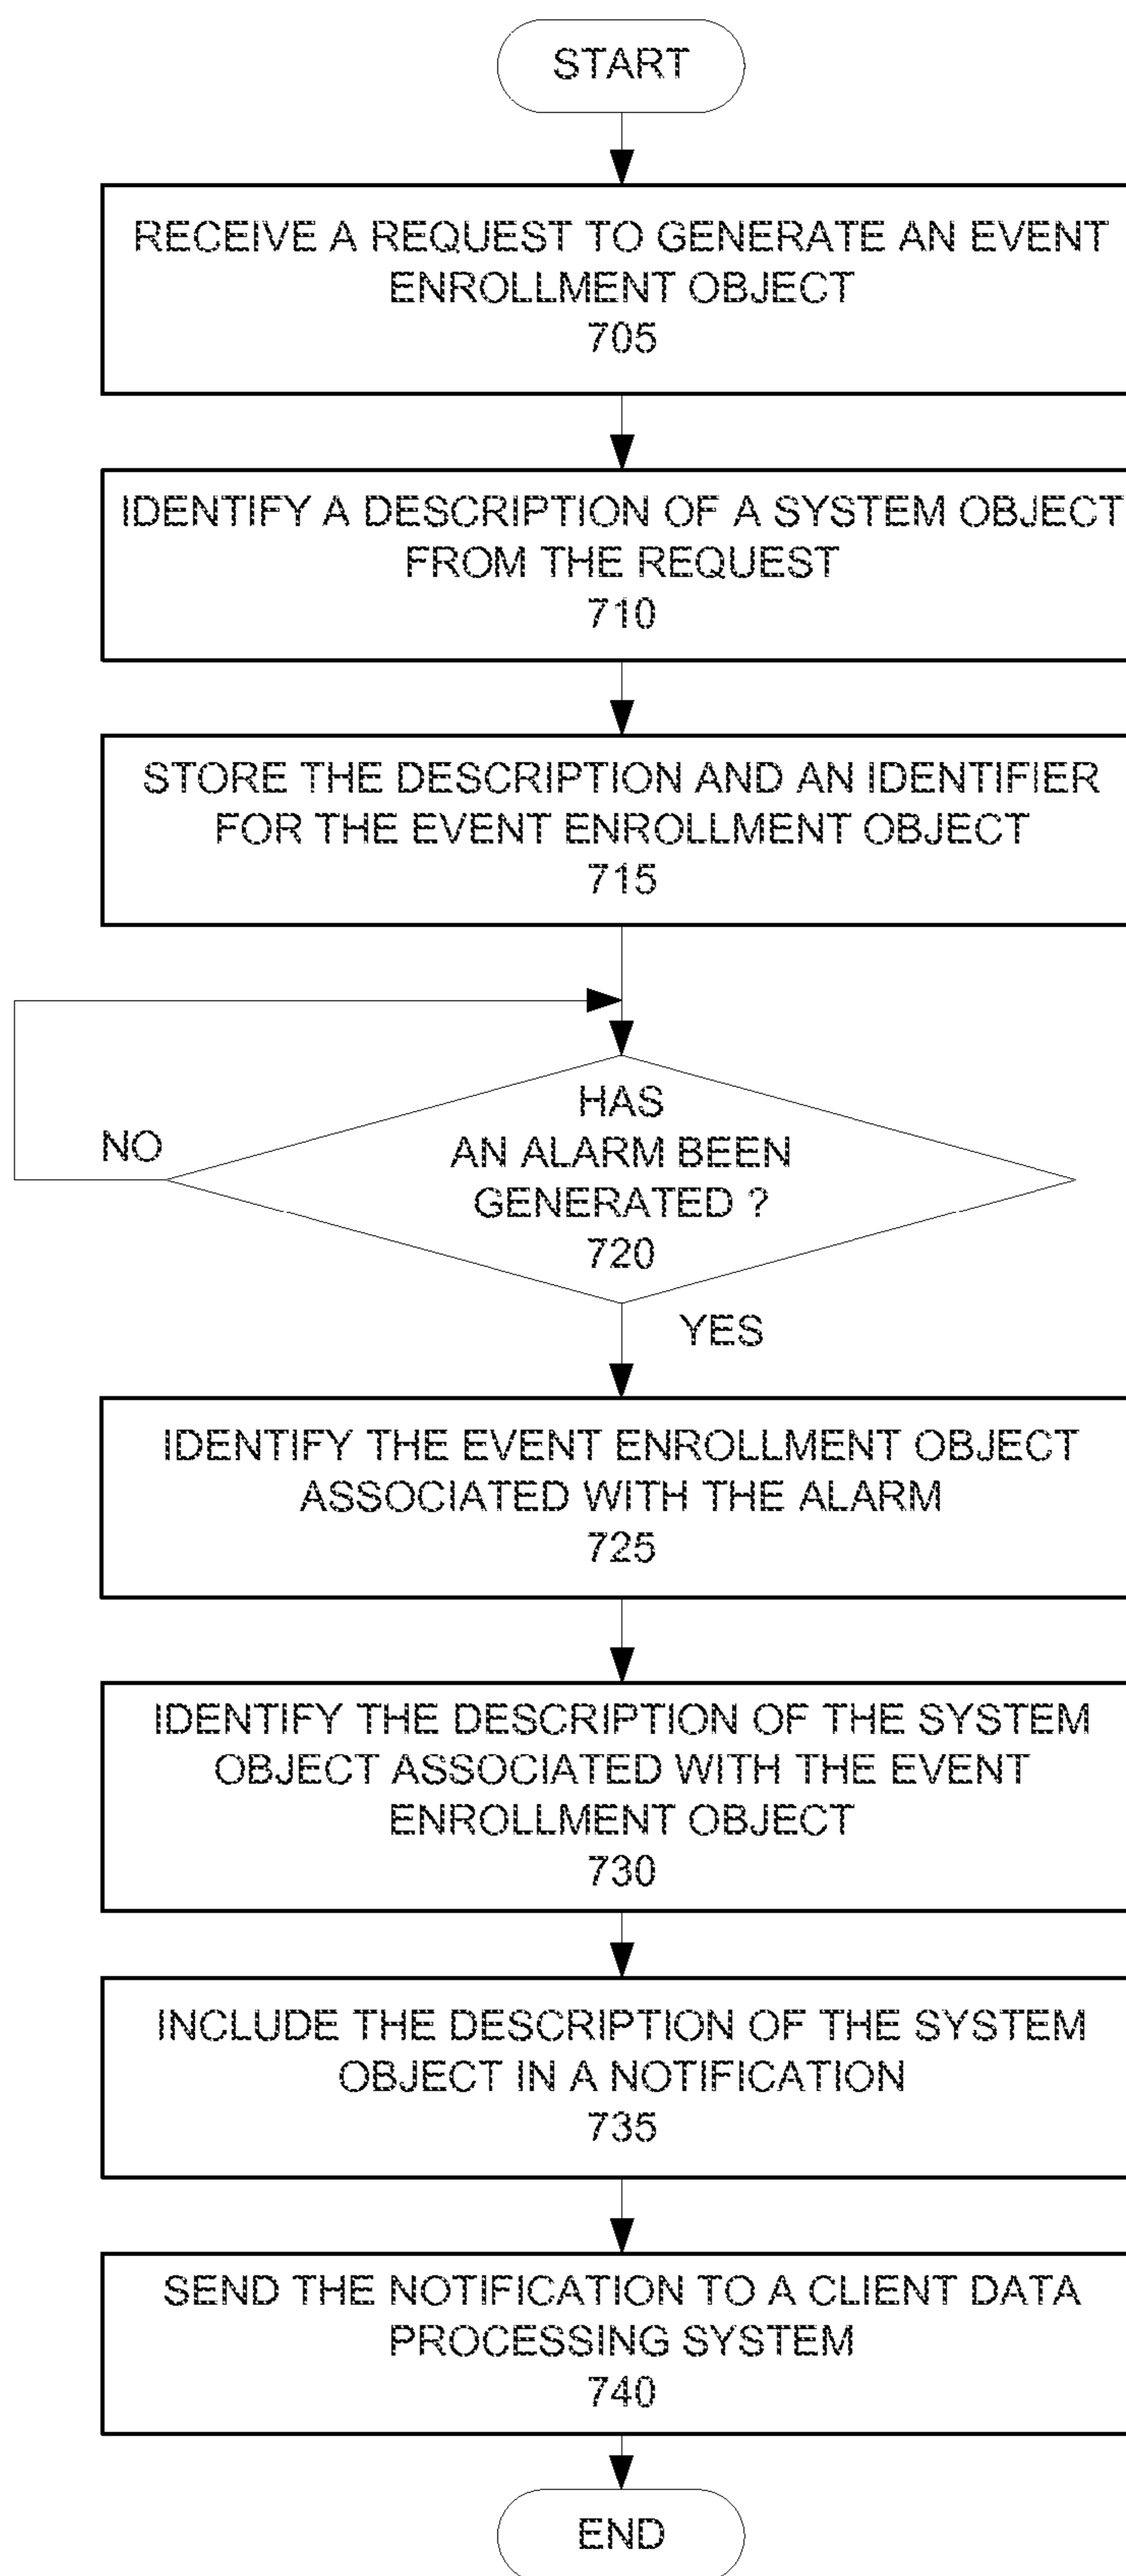 START
RECEIVE A REQUEST TO GENERATE AN EVENT
ENROLLMENT OBJECT
705
IDENTIFY A DESCRIPTION OF A SYSTEM OBJECT
FROM THE REQUEST
710
STORE THE DESCRIPTION AND AN IDENTIFIER
FOR THE EVENT ENROLLMENT OBJECT
715
HAS
AN ALARM BEEN
GENERATED ?
720
NO
YES
IDENTIFY THE EVENT ENROLLMENT OBJECT
ASSOCIATED WITH THE ALARM
725
IDENTIFY THE DESCRIPTION OF THE SYSTEM
OBJECT ASSOCIATED WITH THE EVENT
ENROLLMENT OBJECT
730
INCLUDE THE DESCRIPTION OF THE SYSTEM
OBJECT IN A NOTIFICATION
735
SEND THE NOTIFICATION TO A CLIENT DATA
PROCESSING SYSTEM
740
END